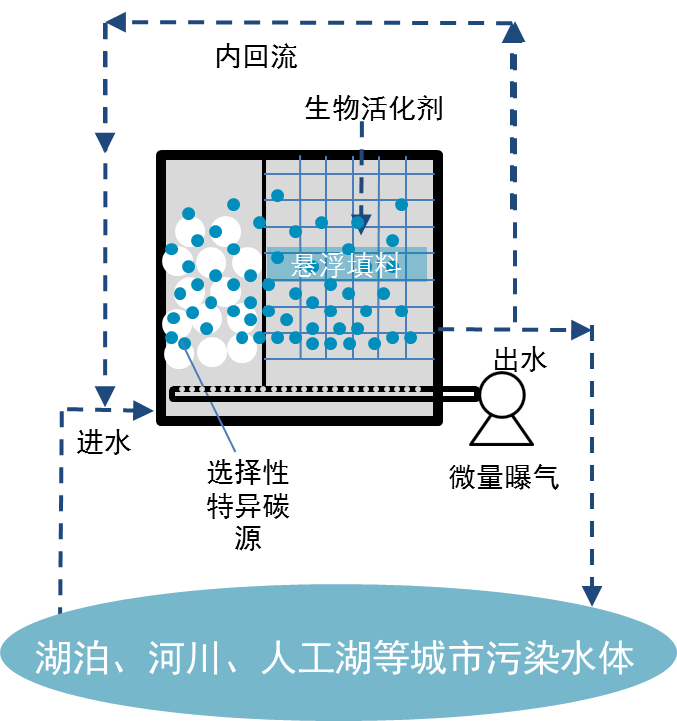 内回流
生物活化剂
悬浮填料
出水
进水
选择性
特异碳
源
微量曝气
湖泊、河川、人工湖等城市污染水体